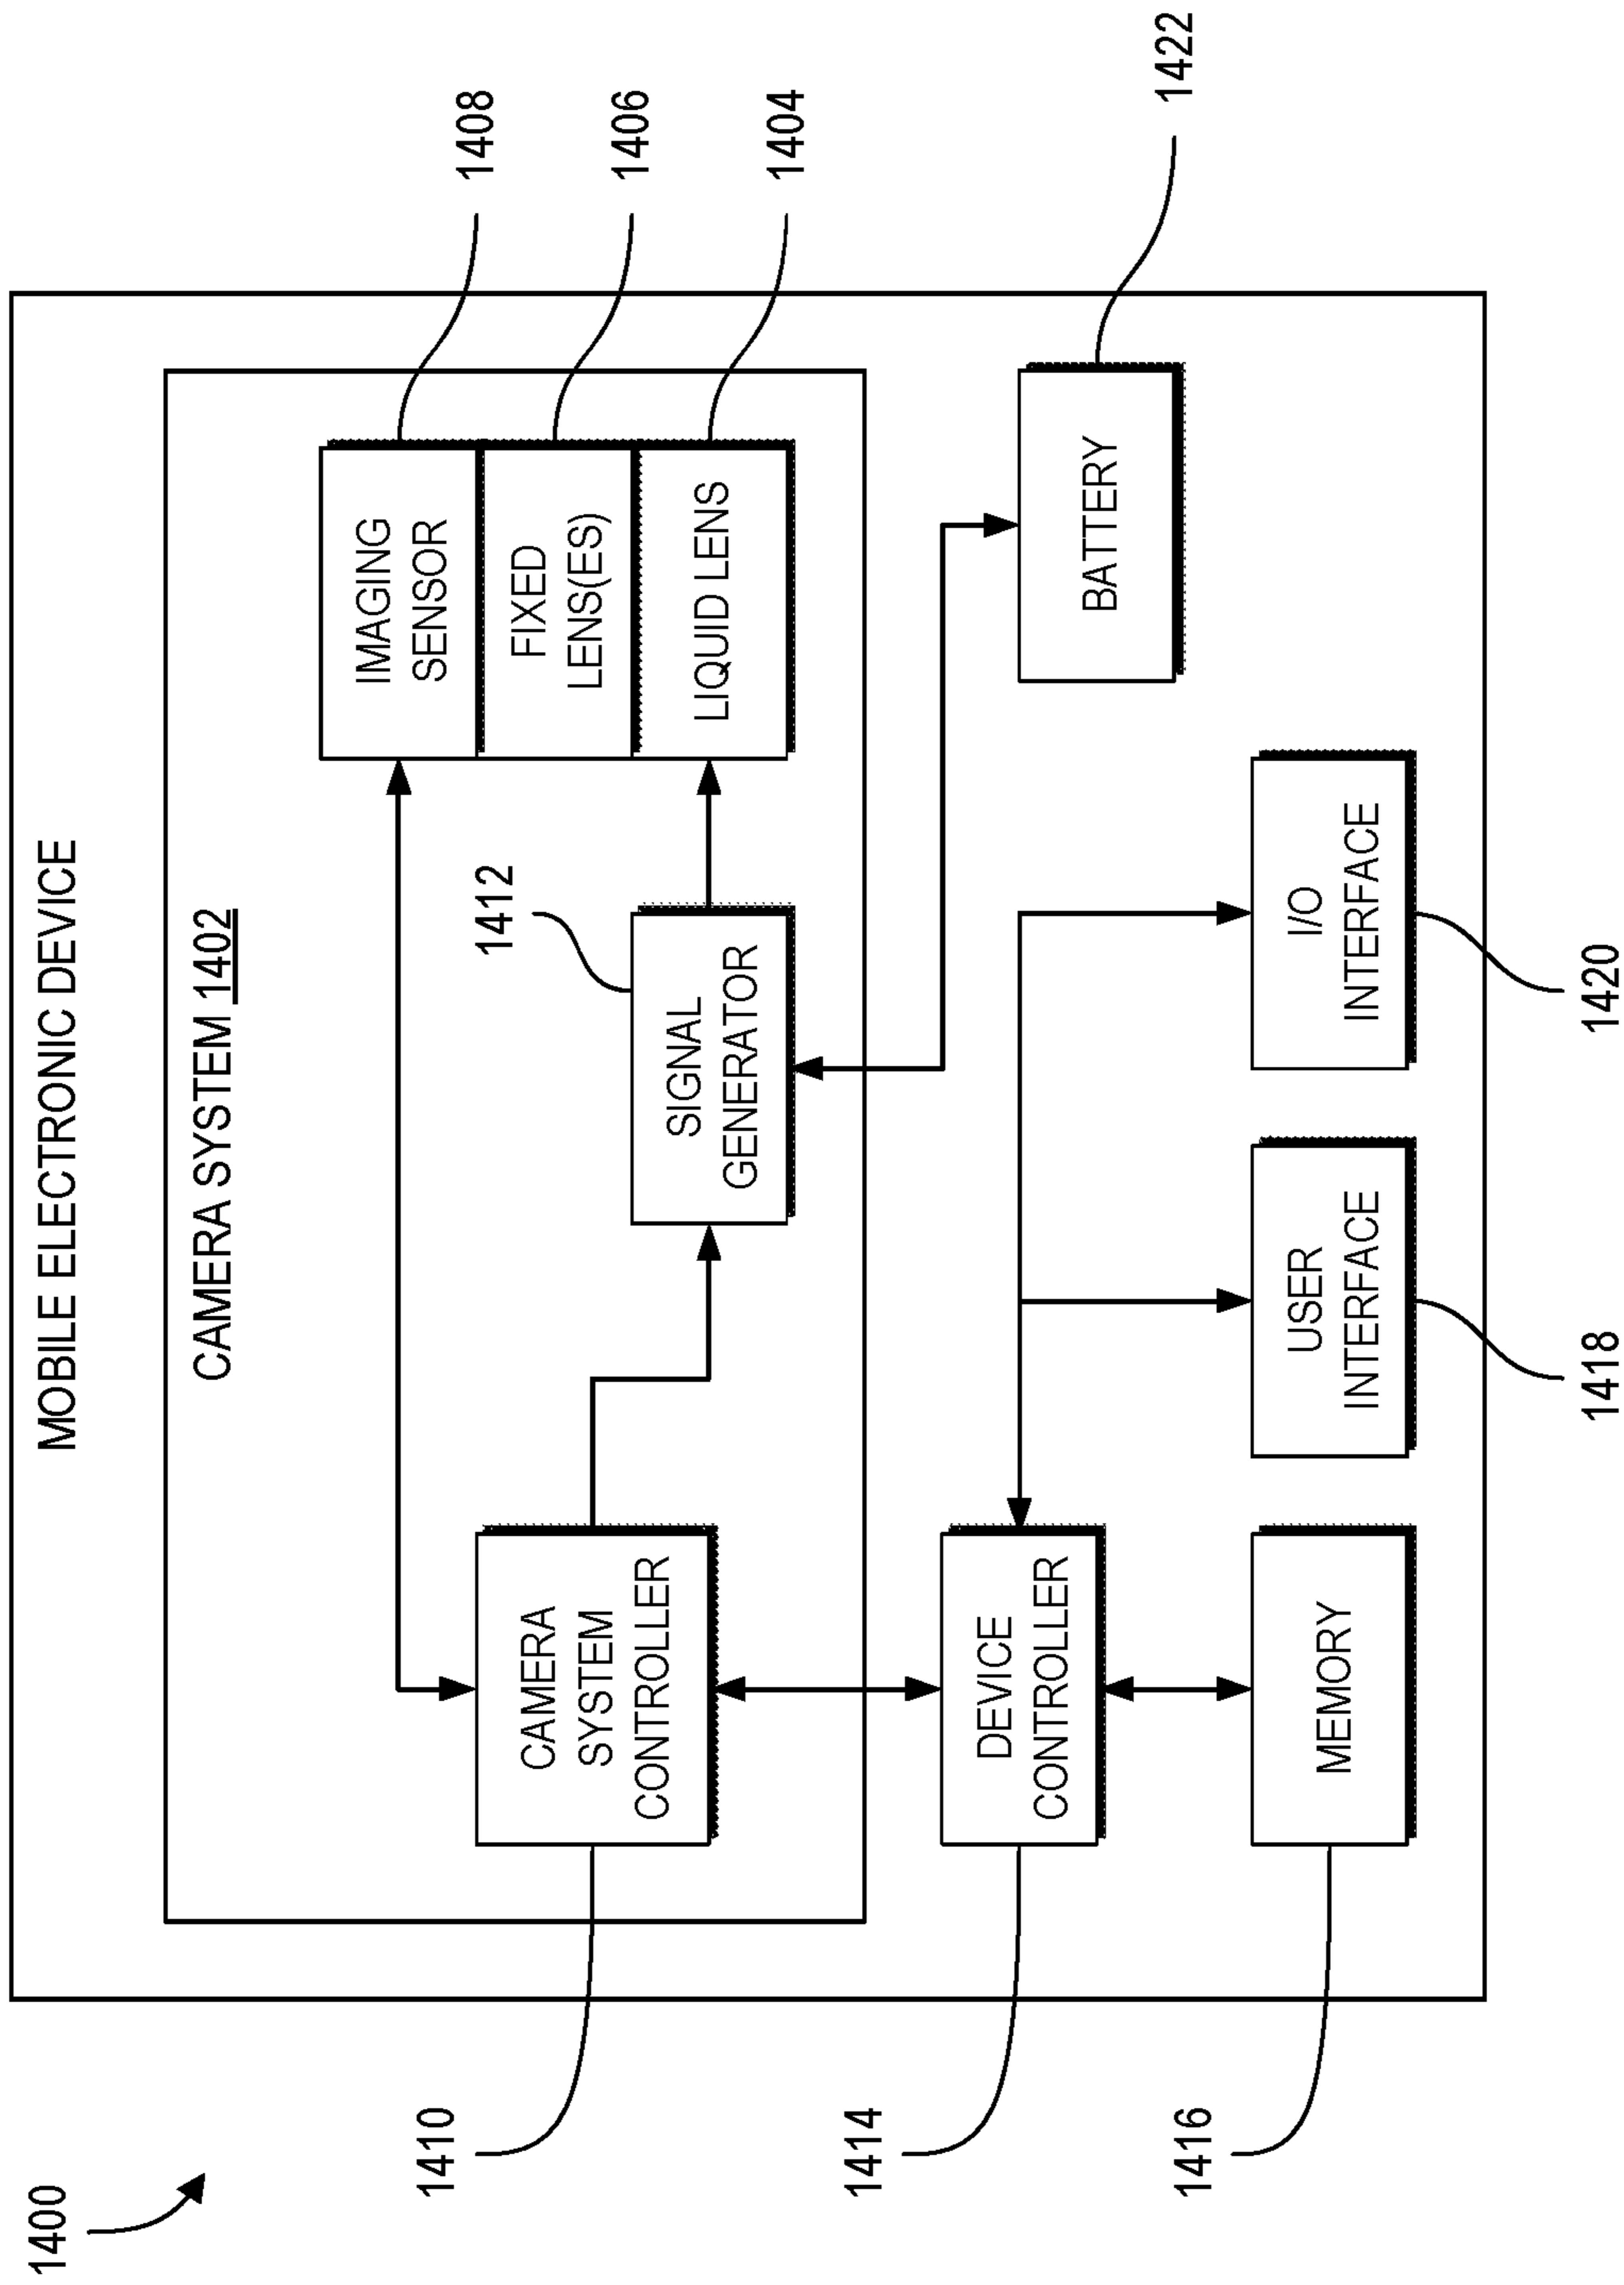 1400
MOBILE ELECTRONIC DEVICE
CAMERA SYSTEM 1402
IMAGING
SENSOR
1408
FIXED
LENS(ES)
1406
LIQUID LENS
1404
1412
SIGNAL
GENERATOR
1410
CAMERA
SYSTEM
CONTROLLER
1414
DEVICE
CONTROLLER
BATTERY
1422
1416
MEMORY
USER
INTERFACE
I/O
INTERFACE
1418
1420